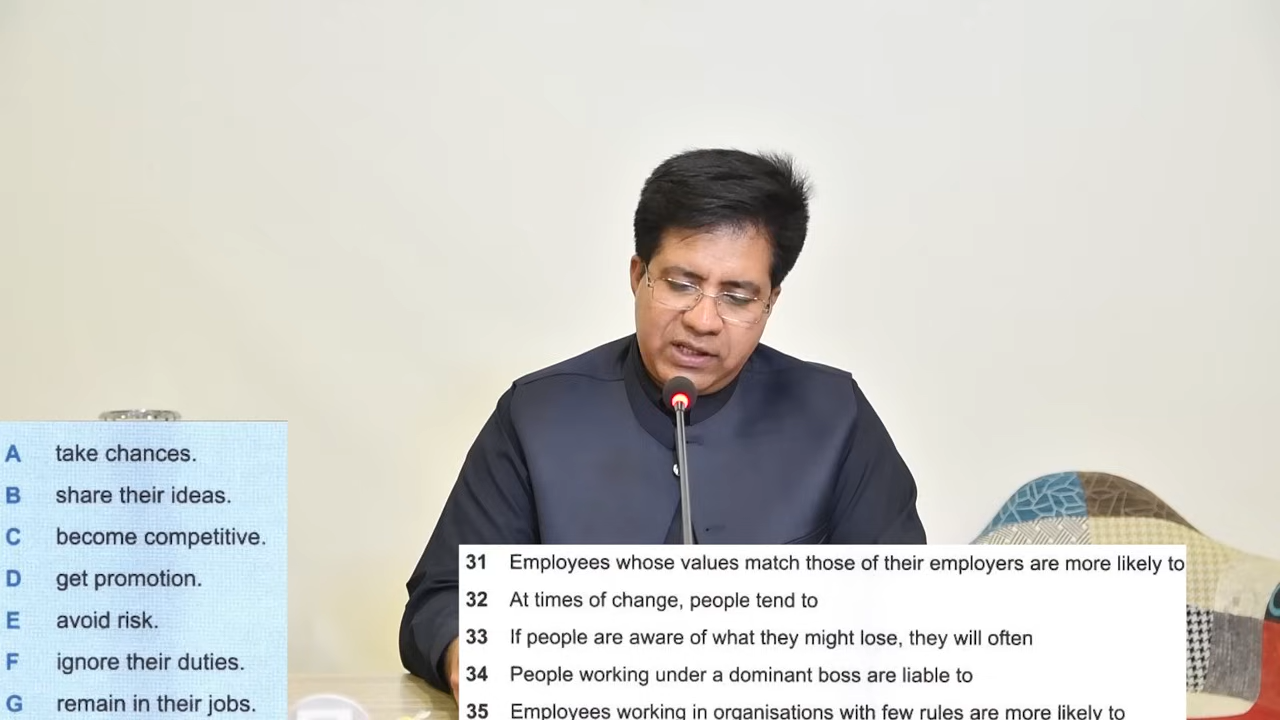 A take chances.
B share their ideas.
C become competitive.
D get promotion.
E avoid risk.
F ignore their duties.
G remain in their jobs.
31 Employees whose values match those of their employers are more likely to
32 At times of change, people tend to
33 If people are aware of what they might lose, they will often
34 People working under a dominant boss are liable to
35 Employees working in organisations with few rules are more likely to